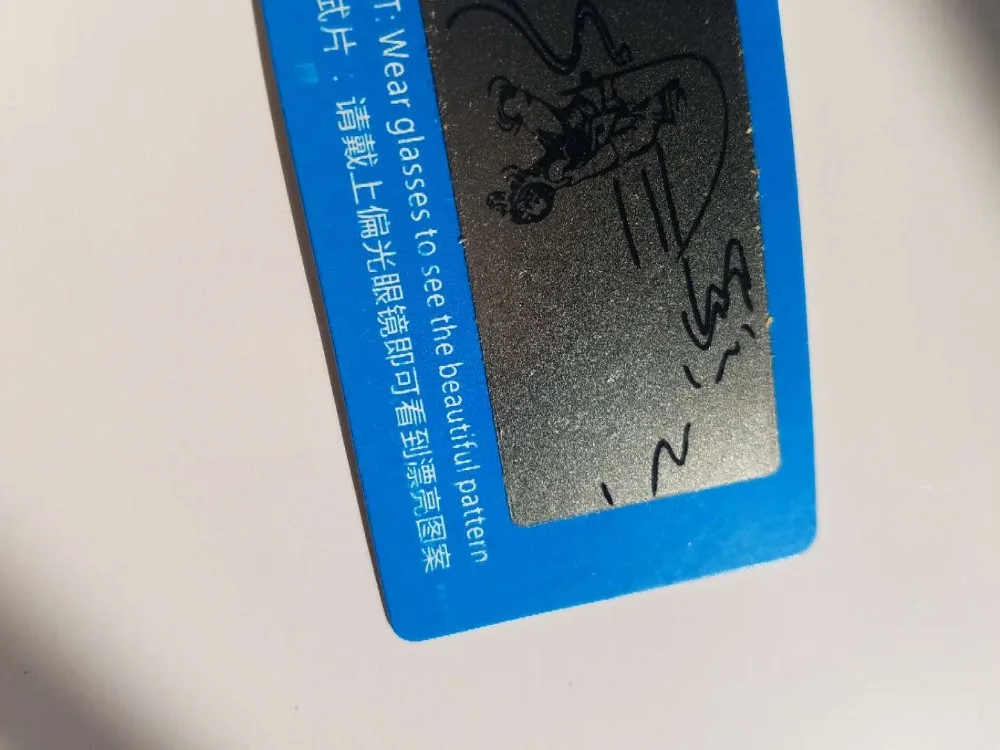 T: Wear glasses to see the beautiful pattern
试片：请戴上偏光眼镜即可看到漂亮图案